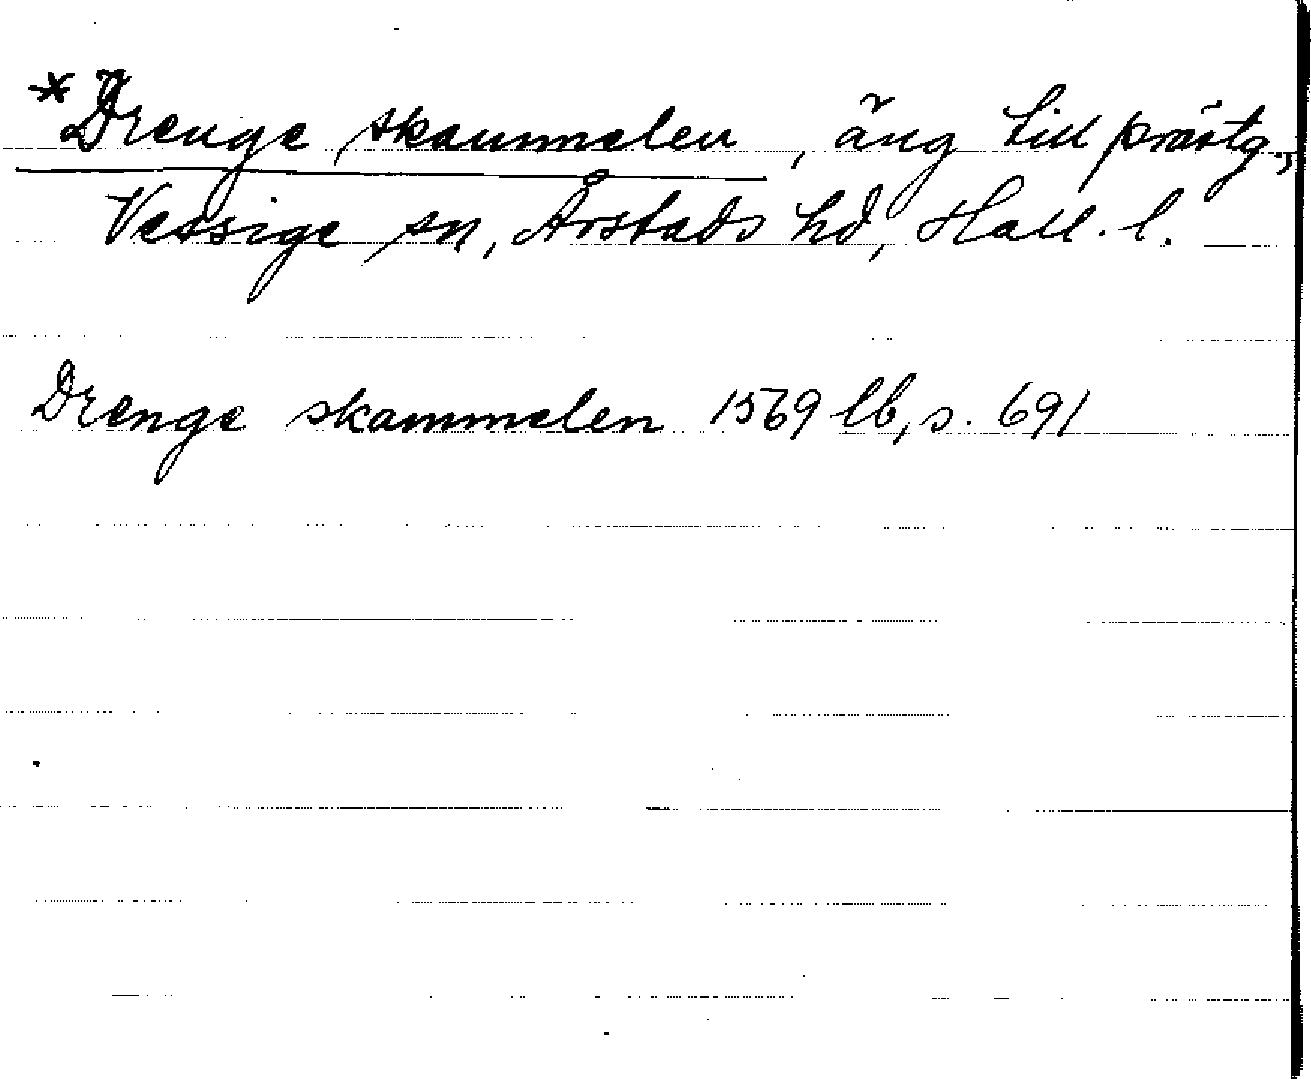 *Drenge skammelen, äng till prästg,
Vessige sn, Årstads hd, Hall. l.
Drenge skammelen 1569 lb, s. 691